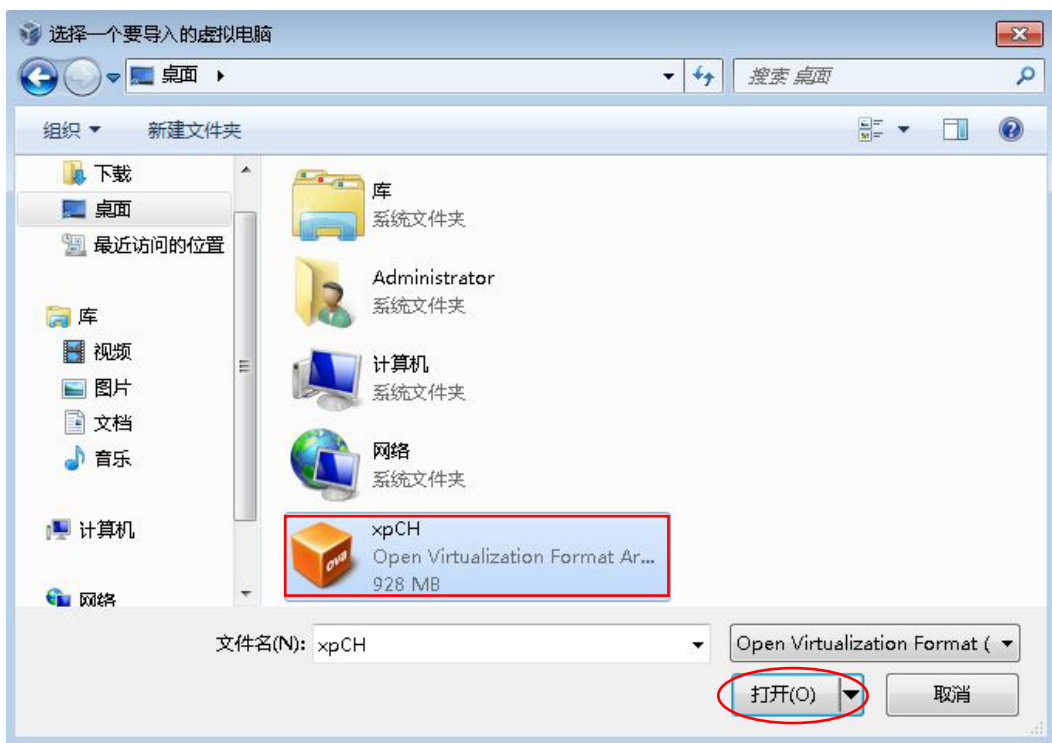 选择一个要导入的虚拟电脑
桌面
搜索 桌面
组织
新建文件夹
下载
桌面
最近访问的位置
库
视频
图片
文档
音乐
计算机
网络
库
系统文件夹
Administrator
系统文件夹
计算机
系统文件夹
网络
系统文件夹
xpCH
Open Virtualization Format Ar...
928 MB
ova
文件名(N): xpCH
Open Virtualization Format (
打开(O)
取消